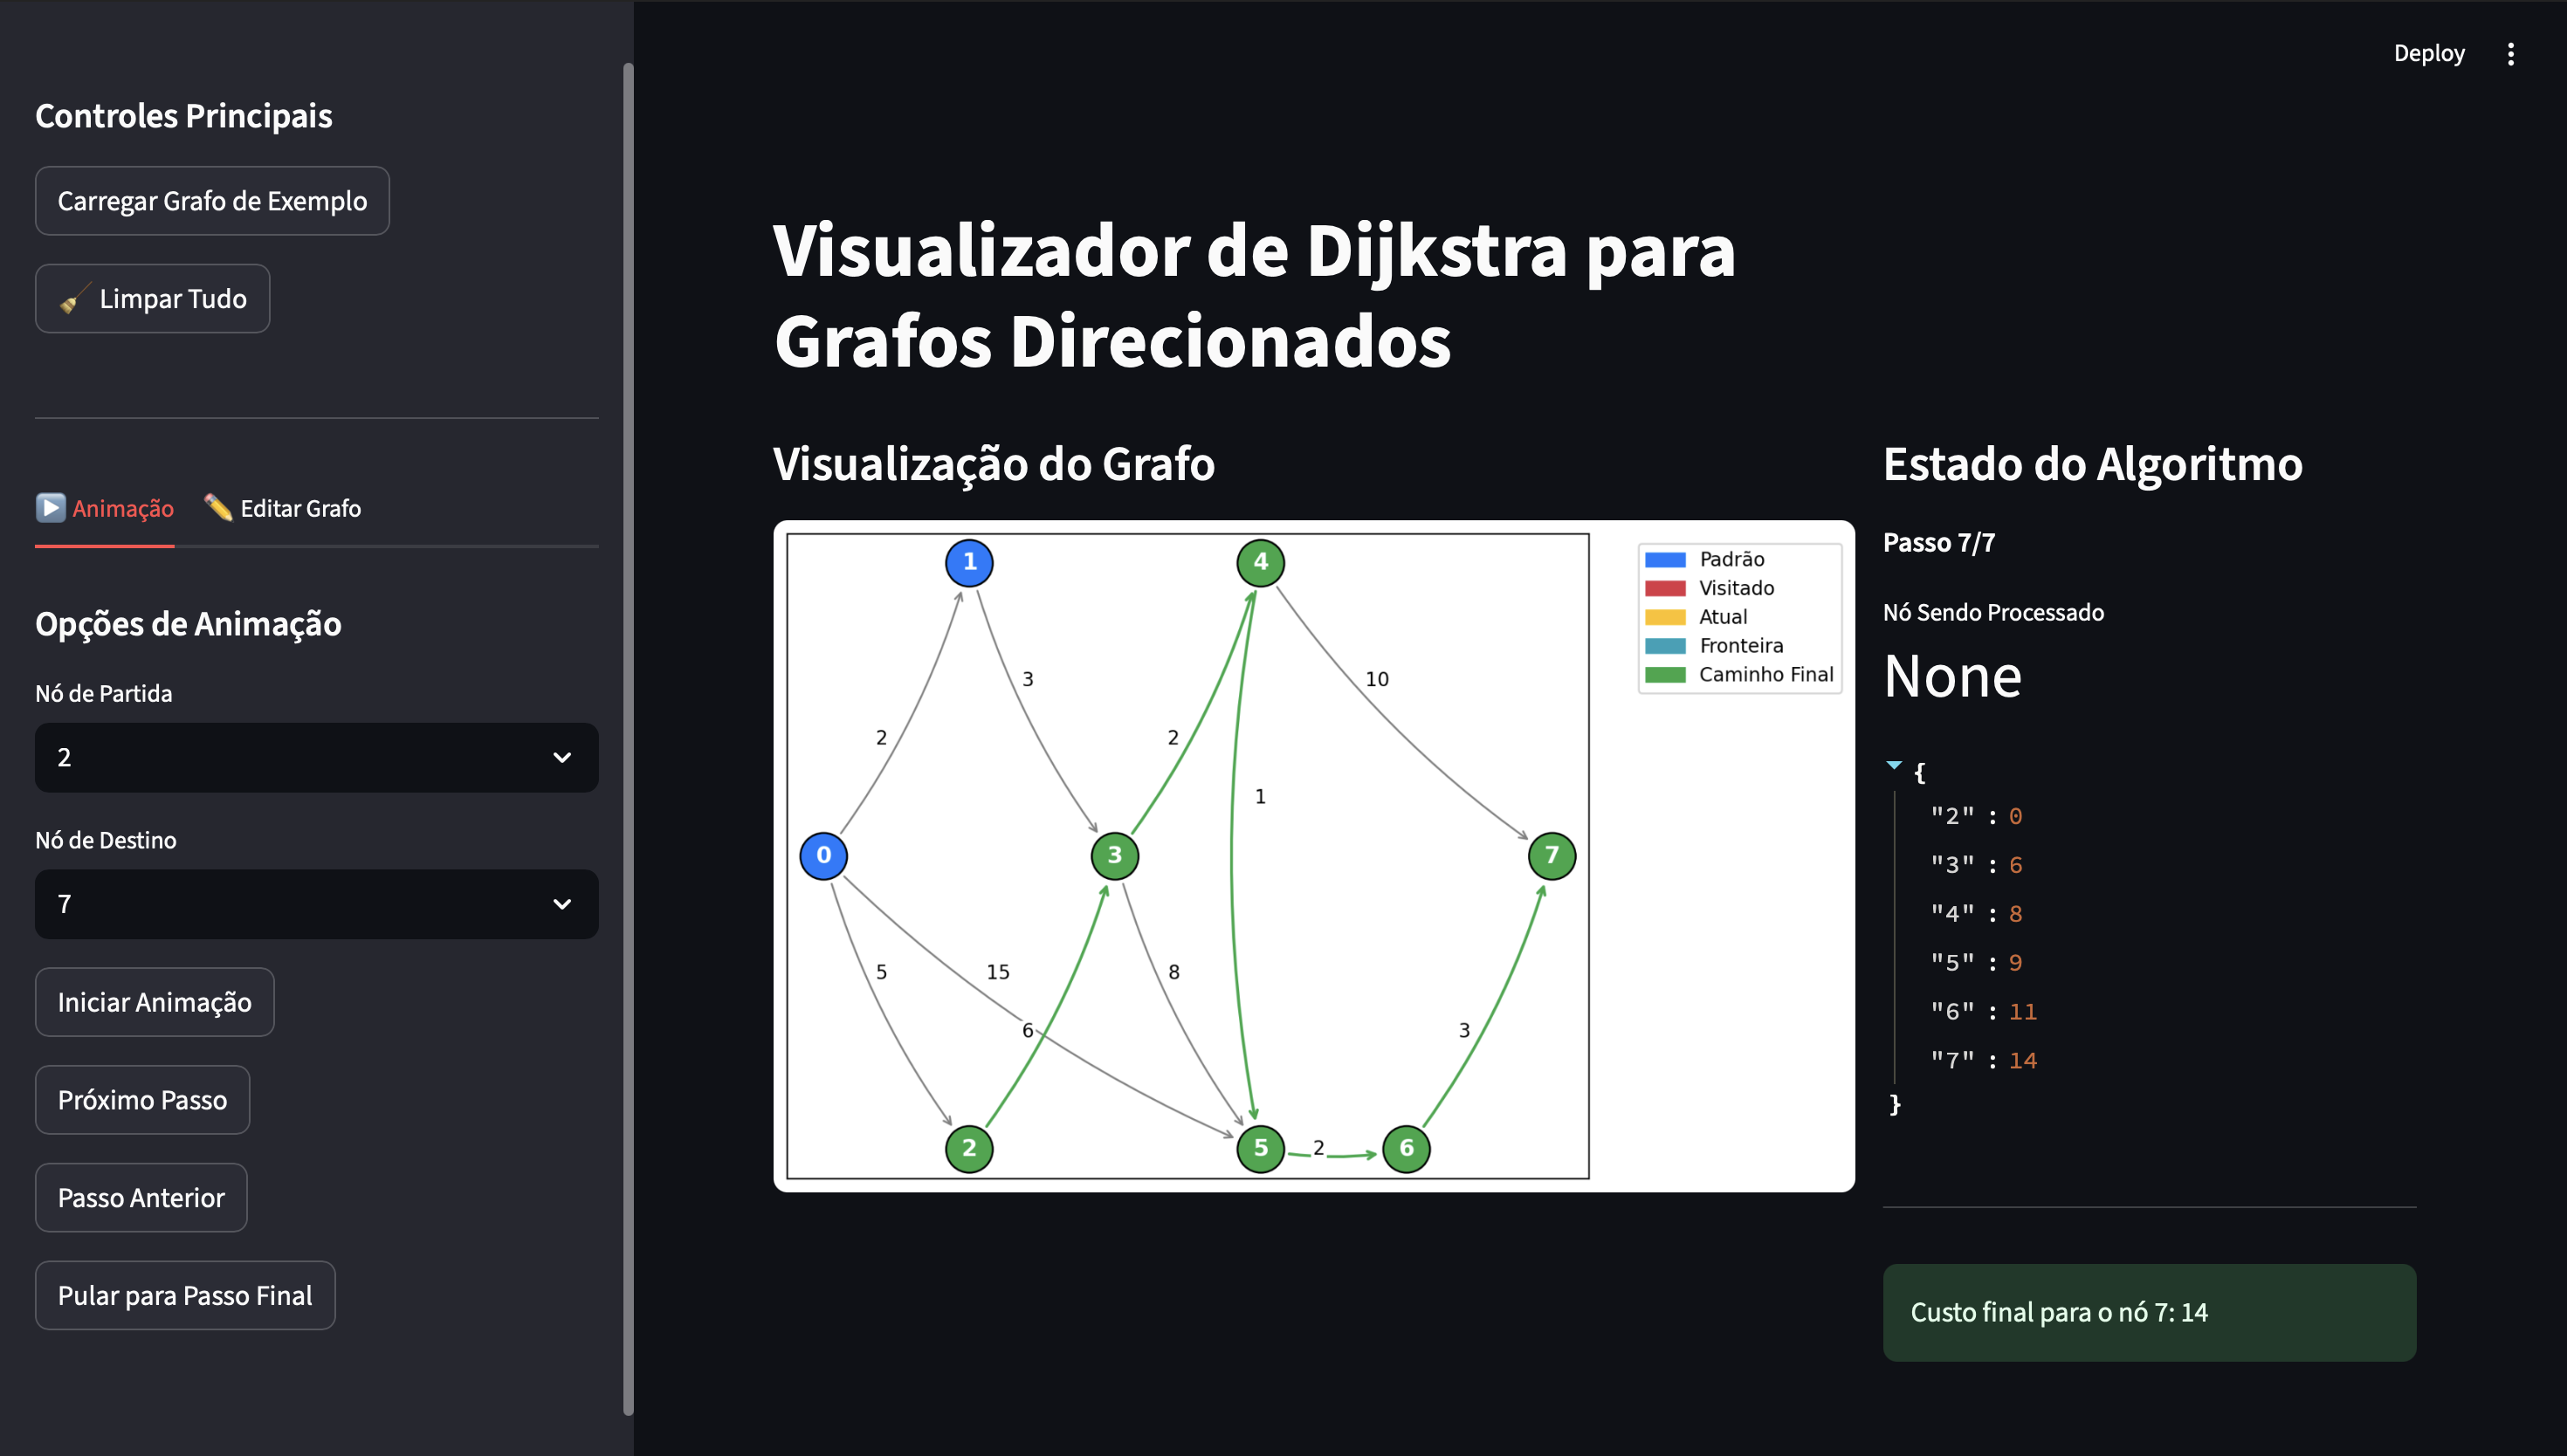 Deploy
Controles Principais
Carregar Grafo de Exemplo
🧹 Limpar Tudo
▶️ Animação
✏️ Editar Grafo
Opções de Animação
Nó de Partida
2
Nó de Destino
7
Iniciar Animação
Próximo Passo
Passo Anterior
Pular para Passo Final
Visualizador de Dijkstra para
Grafos Direcionados
Visualização do Grafo
1
4
3
10
2
2
1
0
3
7
5
15
8
6
3
2
5
2
6
Padrão
Visitado
Atual
Fronteira
Caminho Final
Estado do Algoritmo
Passo 7/7
Nó Sendo Processado
None
{
"2" : 0
"3" : 6
"4" : 8
"5" : 9
"6" : 11
"7" : 14
}
Custo final para o nó 7: 14